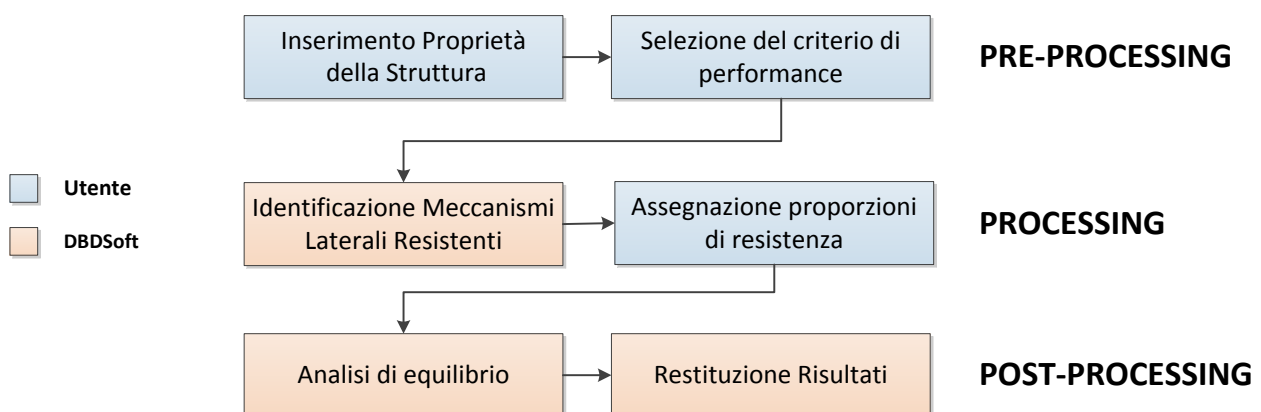 Inserimento Proprietà
della Struttura
Selezione del criterio di
performance
PRE-PROCESSING
Utente
DBDSoft
Identificazione Meccanismi
Laterali Resistenti
Assegnazione proporzioni
di resistenza
PROCESSING
Analisi di equilibrio
Restituzione Risultati
POST-PROCESSING